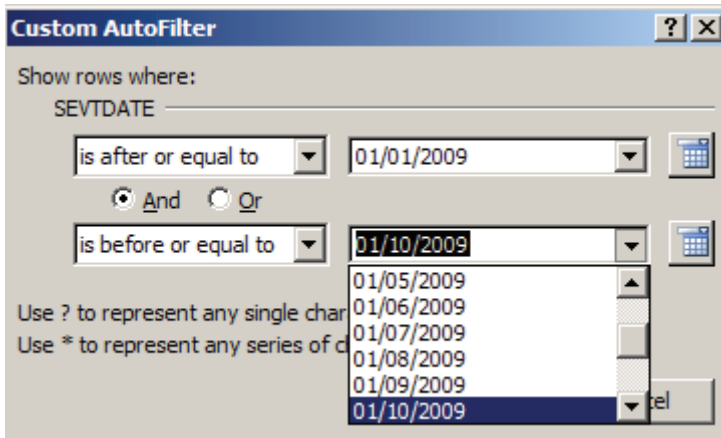 Custom AutoFilter ? X
Show rows where:
SEVTDATE
is after or equal to 01/01/2009
And Or
is before or equal to 01/10/2009
01/05/2009
01/06/2009
Use ? to represent any single char
01/07/2009
Use * to represent any series of
01/08/2009
01/09/2009
01/10/2009